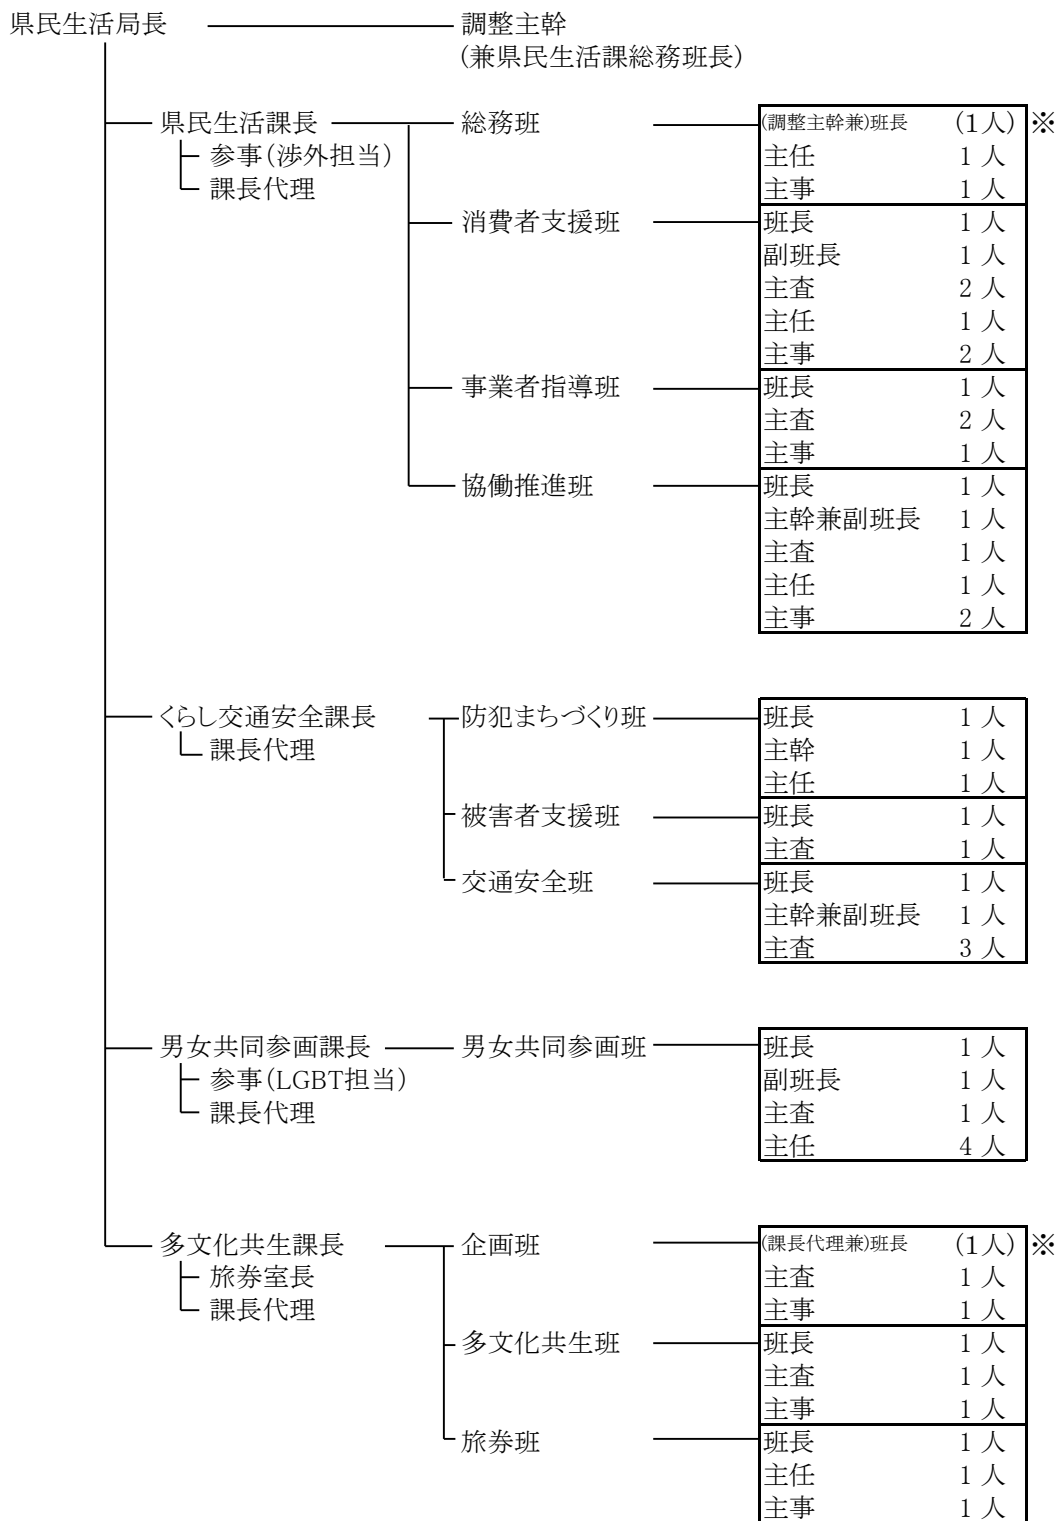 県民生活局長 調整主幹
(兼県民生活課総務班長)
県民生活課長 総務班 (調整主幹兼)班長 (1人) ※
参事(渉外担当) 主任 1 人
課長代理 主事 1 人
消費者支援班 班長 1 人
副班長 1 人
主査 2 人
主任 1 人
主事 2 人
事業者指導班 班長 1 人
主査 2 人
主事 1 人
協働推進班 班長 1 人
主幹兼副班長 1 人
主査 1 人
主任 1 人
主事 2 人
くらし交通安全課長 防犯まちづくり班 班長 1 人
課長代理 主幹 1 人
主任 1 人
被害者支援班 班長 1 人
主査 1 人
交通安全班 班長 1 人
主幹兼副班長 1 人
主査 3 人
男女共同参画課長 男女共同参画班 班長 1 人
参事(LGBT担当) 副班長 1 人
課長代理 主査 1 人
主任 4 人
多文化共生課長 企画班 (課長代理兼)班長 (1人) ※
旅券室長 主査 1 人
課長代理 主事 1 人
多文化共生班 班長 1 人
主査 1 人
主事 1 人
旅券班 班長 1 人
主任 1 人
主事 1 人